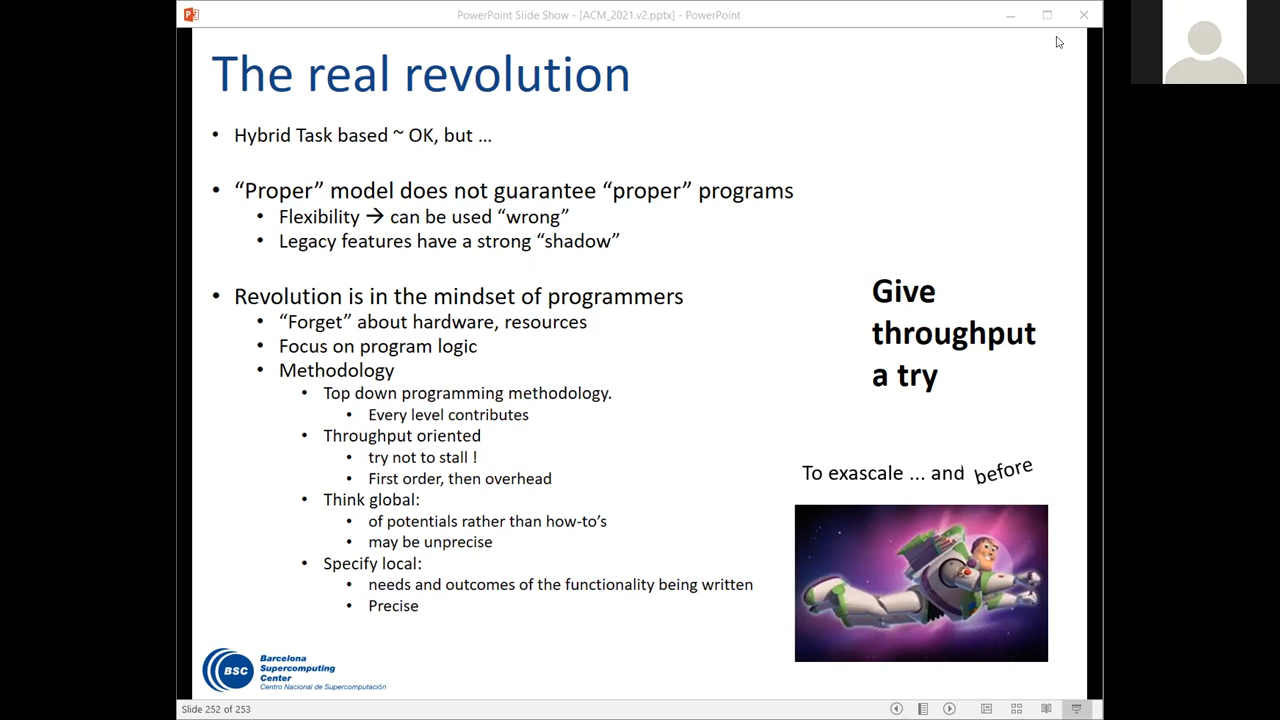 PowerPoint Slide Show - [ACM_2021.v2.pptx] - PowerPoint
The real revolution
• Hybrid Task based ~ OK, but ...
• “Proper” model does not guarantee “proper” programs
• Flexibility → can be used “wrong”
• Legacy features have a strong “shadow”
• Revolution is in the mindset of programmers
• “Forget” about hardware, resources
• Focus on program logic
• Methodology
• Top down programming methodology.
• Every level contributes
• Throughput oriented
• try not to stall !
• First order, then overhead
• Think global:
• of potentials rather than how-to’s
• may be unprecise
• Specify local:
• needs and outcomes of the functionality being written
• Precise
Give
throughput
a try
To exascale ... and before
BSC
Barcelona
Supercomputing
Center
Centro Nacional de Supercomputación
Slide 252 of 253